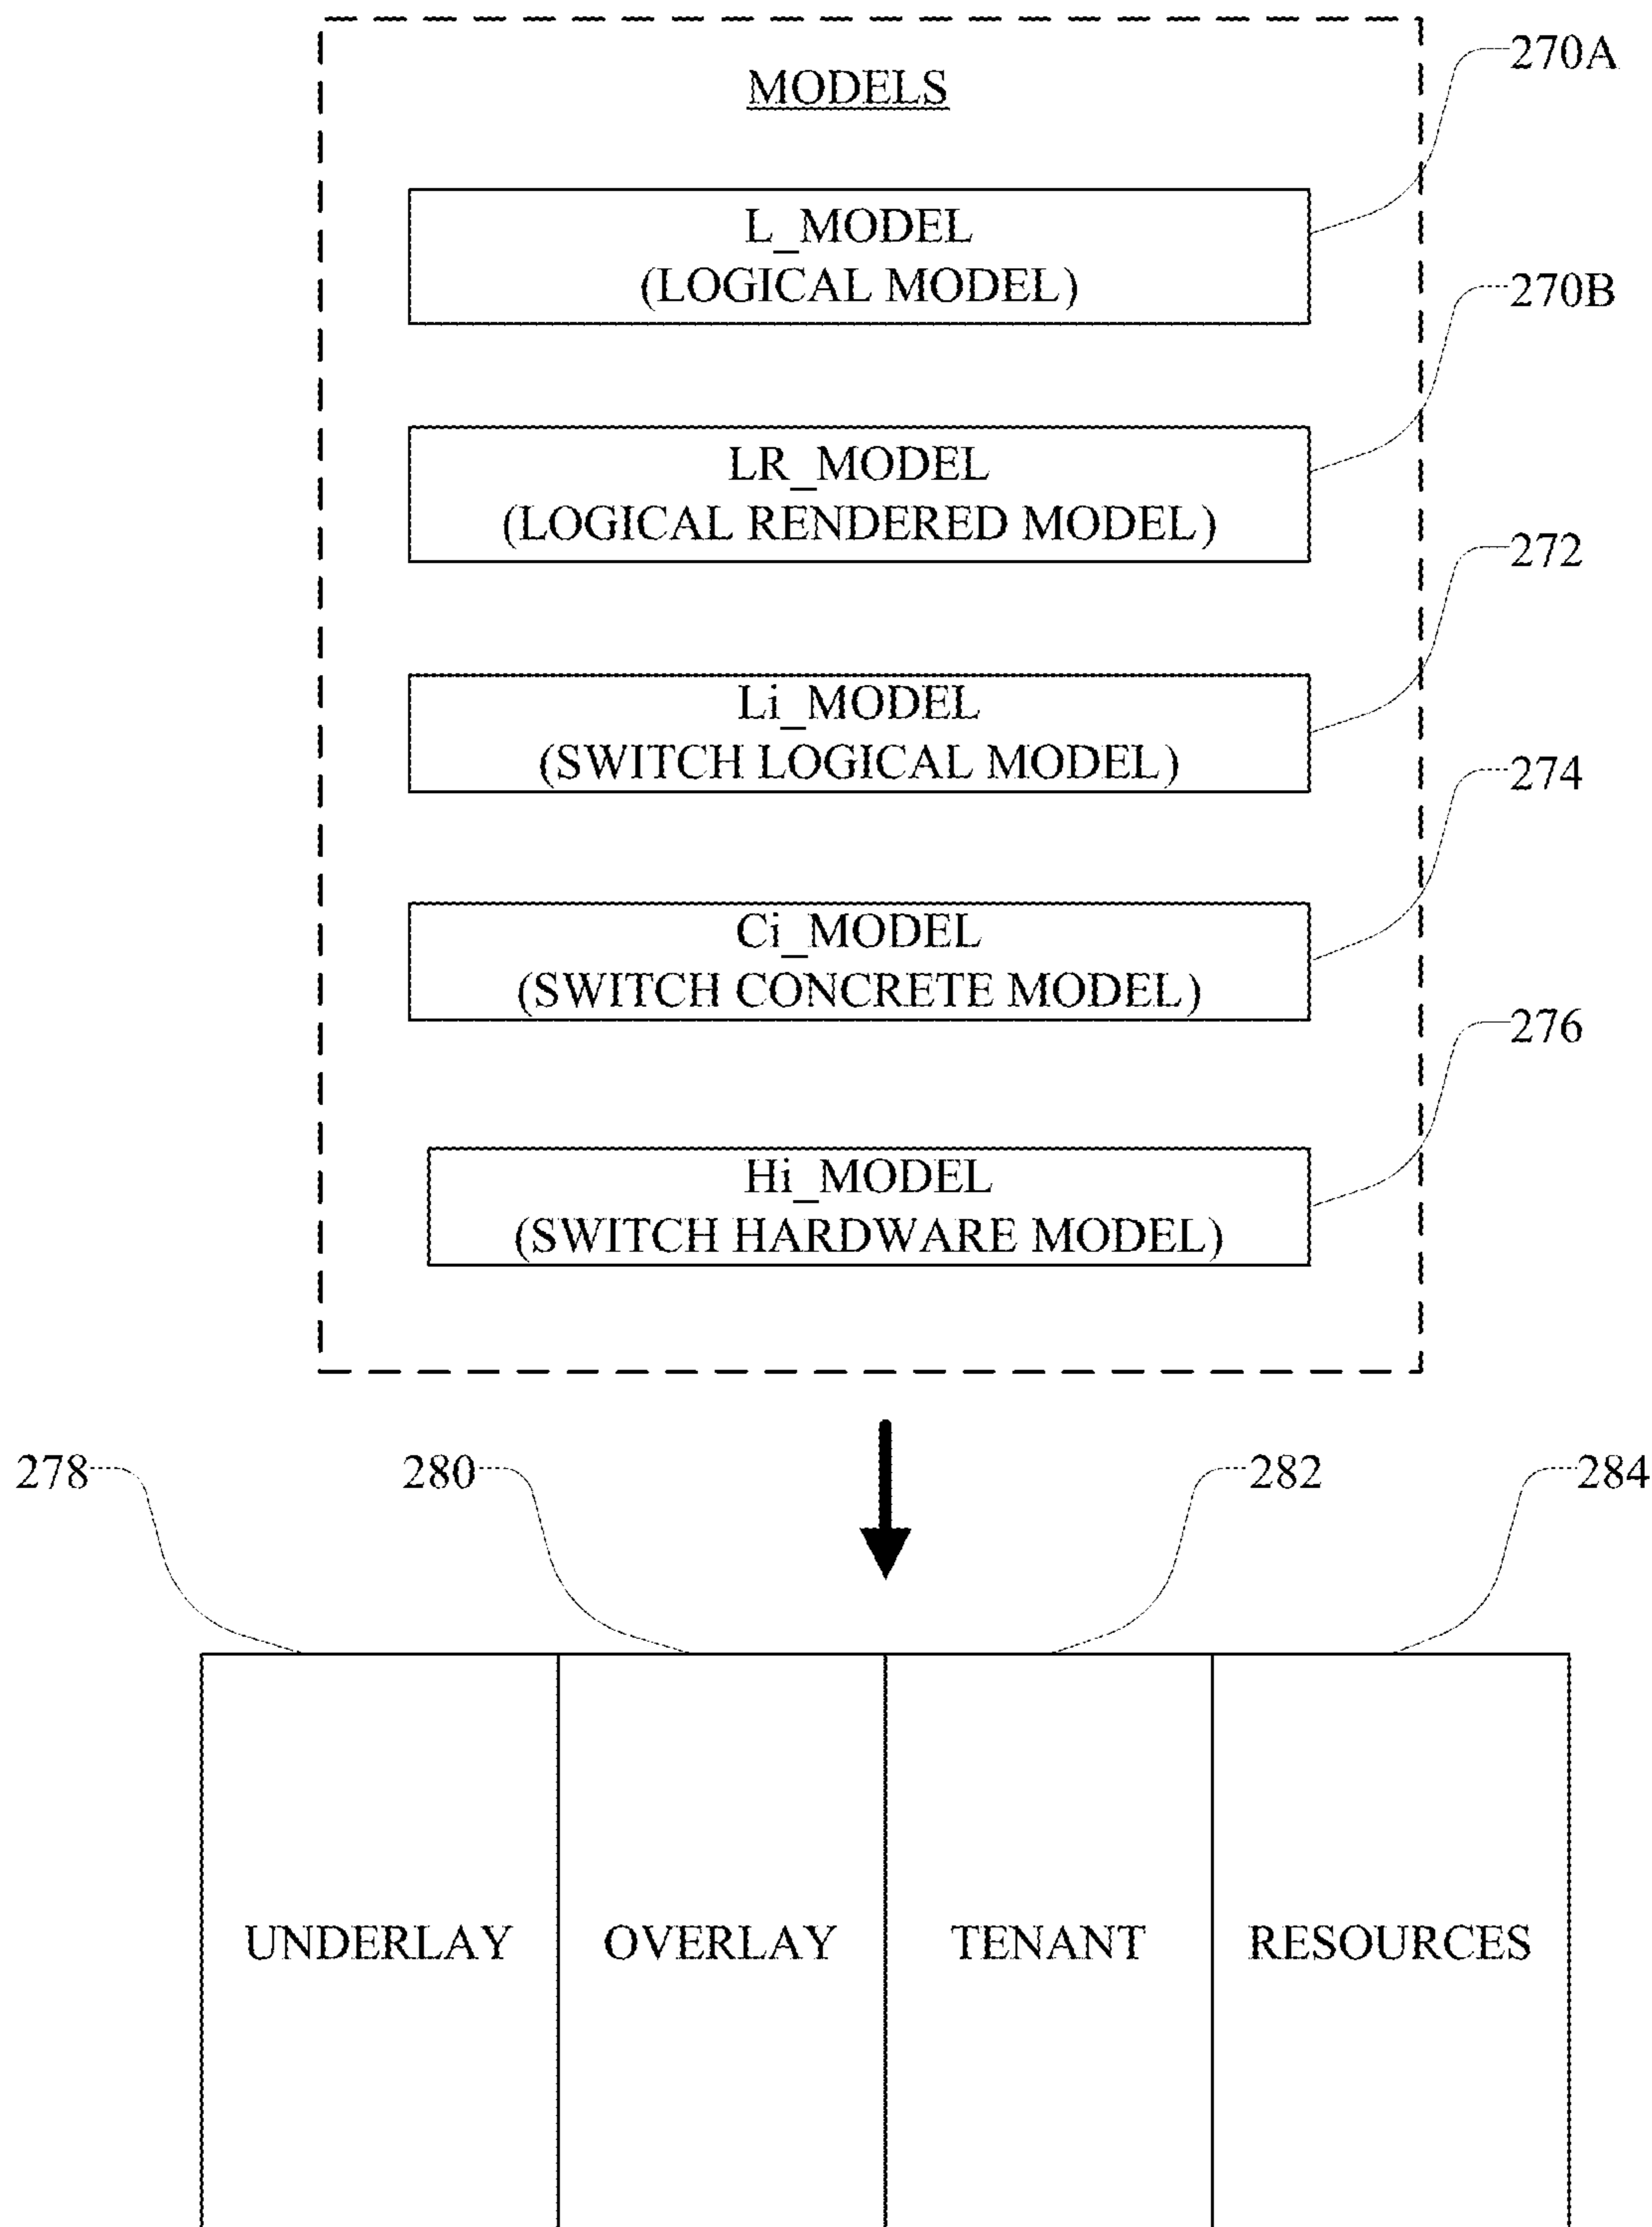 MODELS
270A
L_MODEL
(LOGICAL MODEL)
270B
LR_MODEL
(LOGICAL RENDERED MODEL)
272
Li_MODEL
(SWITCH LOGICAL MODEL)
274
Ci_MODEL
(SWITCH CONCRETE MODEL)
276
Hi_MODEL
(SWITCH HARDWARE MODEL)
278 280 282 284
UNDERLAY OVERLAY TENANT RESOURCES